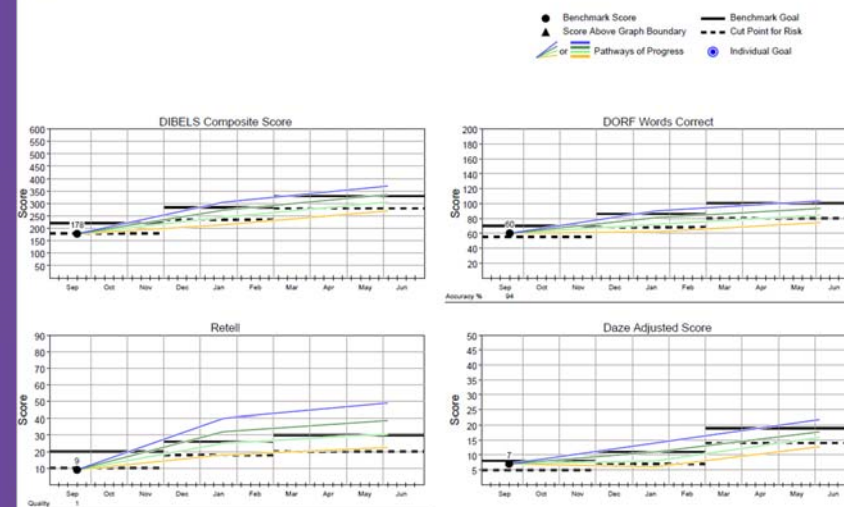 Benchmark Score
Benchmark Goal
Score Above Graph Boundary
Cut Point for Risk
or
Pathways of Progress
Individual Goal
DIBELS Composite Score
600
550
500
450
400
350
300
250
200
150
100
50
Score
178
Sep Oct Nov Dec Jan Feb Mar Apr May Jun
DORF Words Correct
200
180
160
140
120
100
80
60
40
20
Score
60
Sep Oct Nov Dec Jan Feb Mar Apr May Jun
Accuracy % 94
Retell
90
80
70
60
50
40
30
20
10
Score
9
Sep Oct Nov Dec Jan Feb Mar Apr May Jun
Quality 1
Daze Adjusted Score
50
45
40
35
30
25
20
15
10
5
Score
7
Sep Oct Nov Dec Jan Feb Mar Apr May Jun